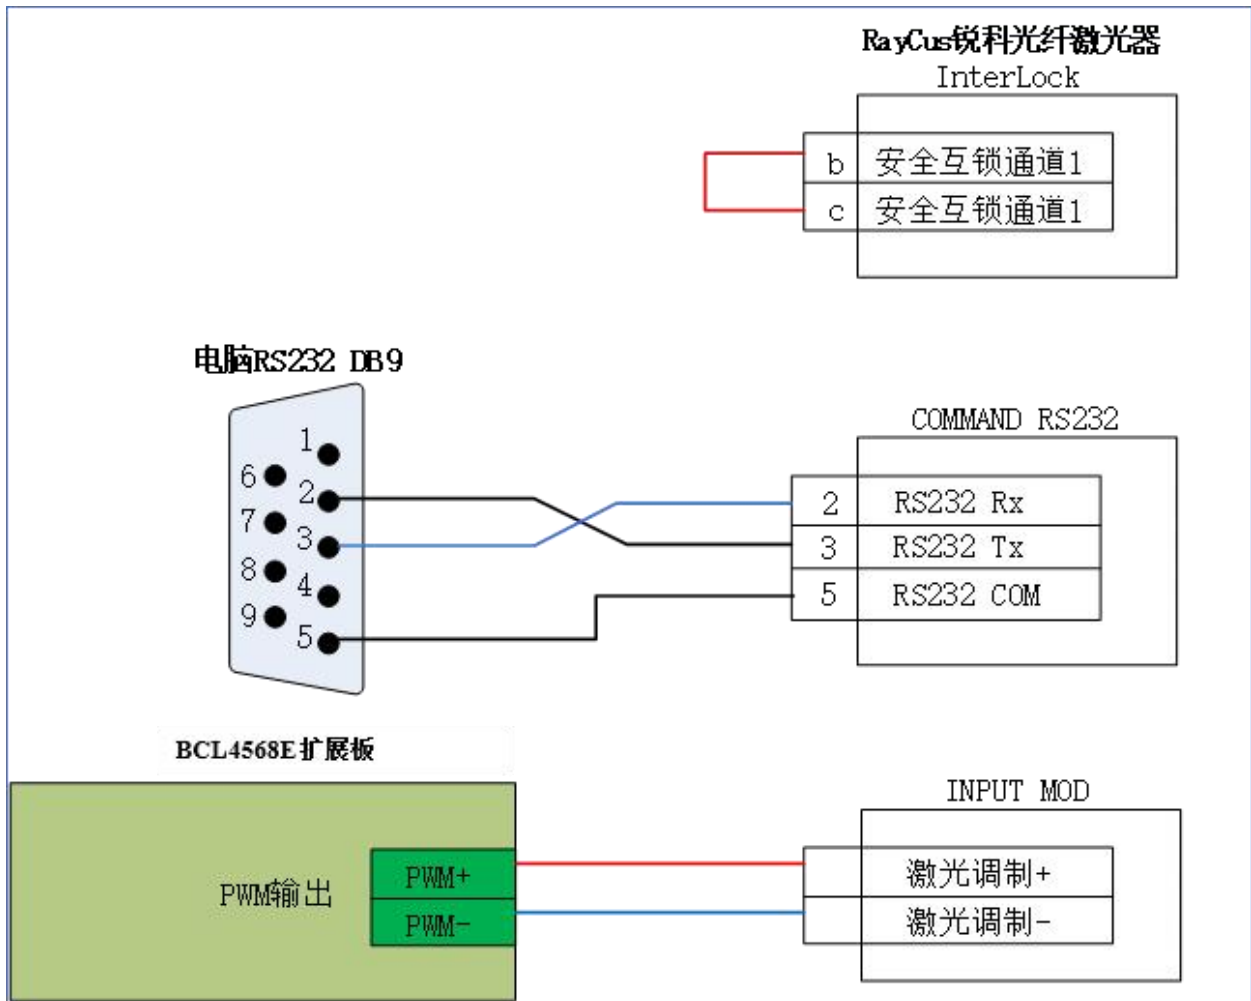 RayCus锐科光纤激光器
InterLock
b 安全互锁通道1
c 安全互锁通道1
电脑RS232 DB9
1
6
2
7
3
8
4
9
5
COMMAND RS232
2 RS232 Rx
3 RS232 Tx
5 RS232 COM
BCL4568E扩展板
PWM输出
PWM+
PWM-
INPUT MOD
激光调制+
激光调制-